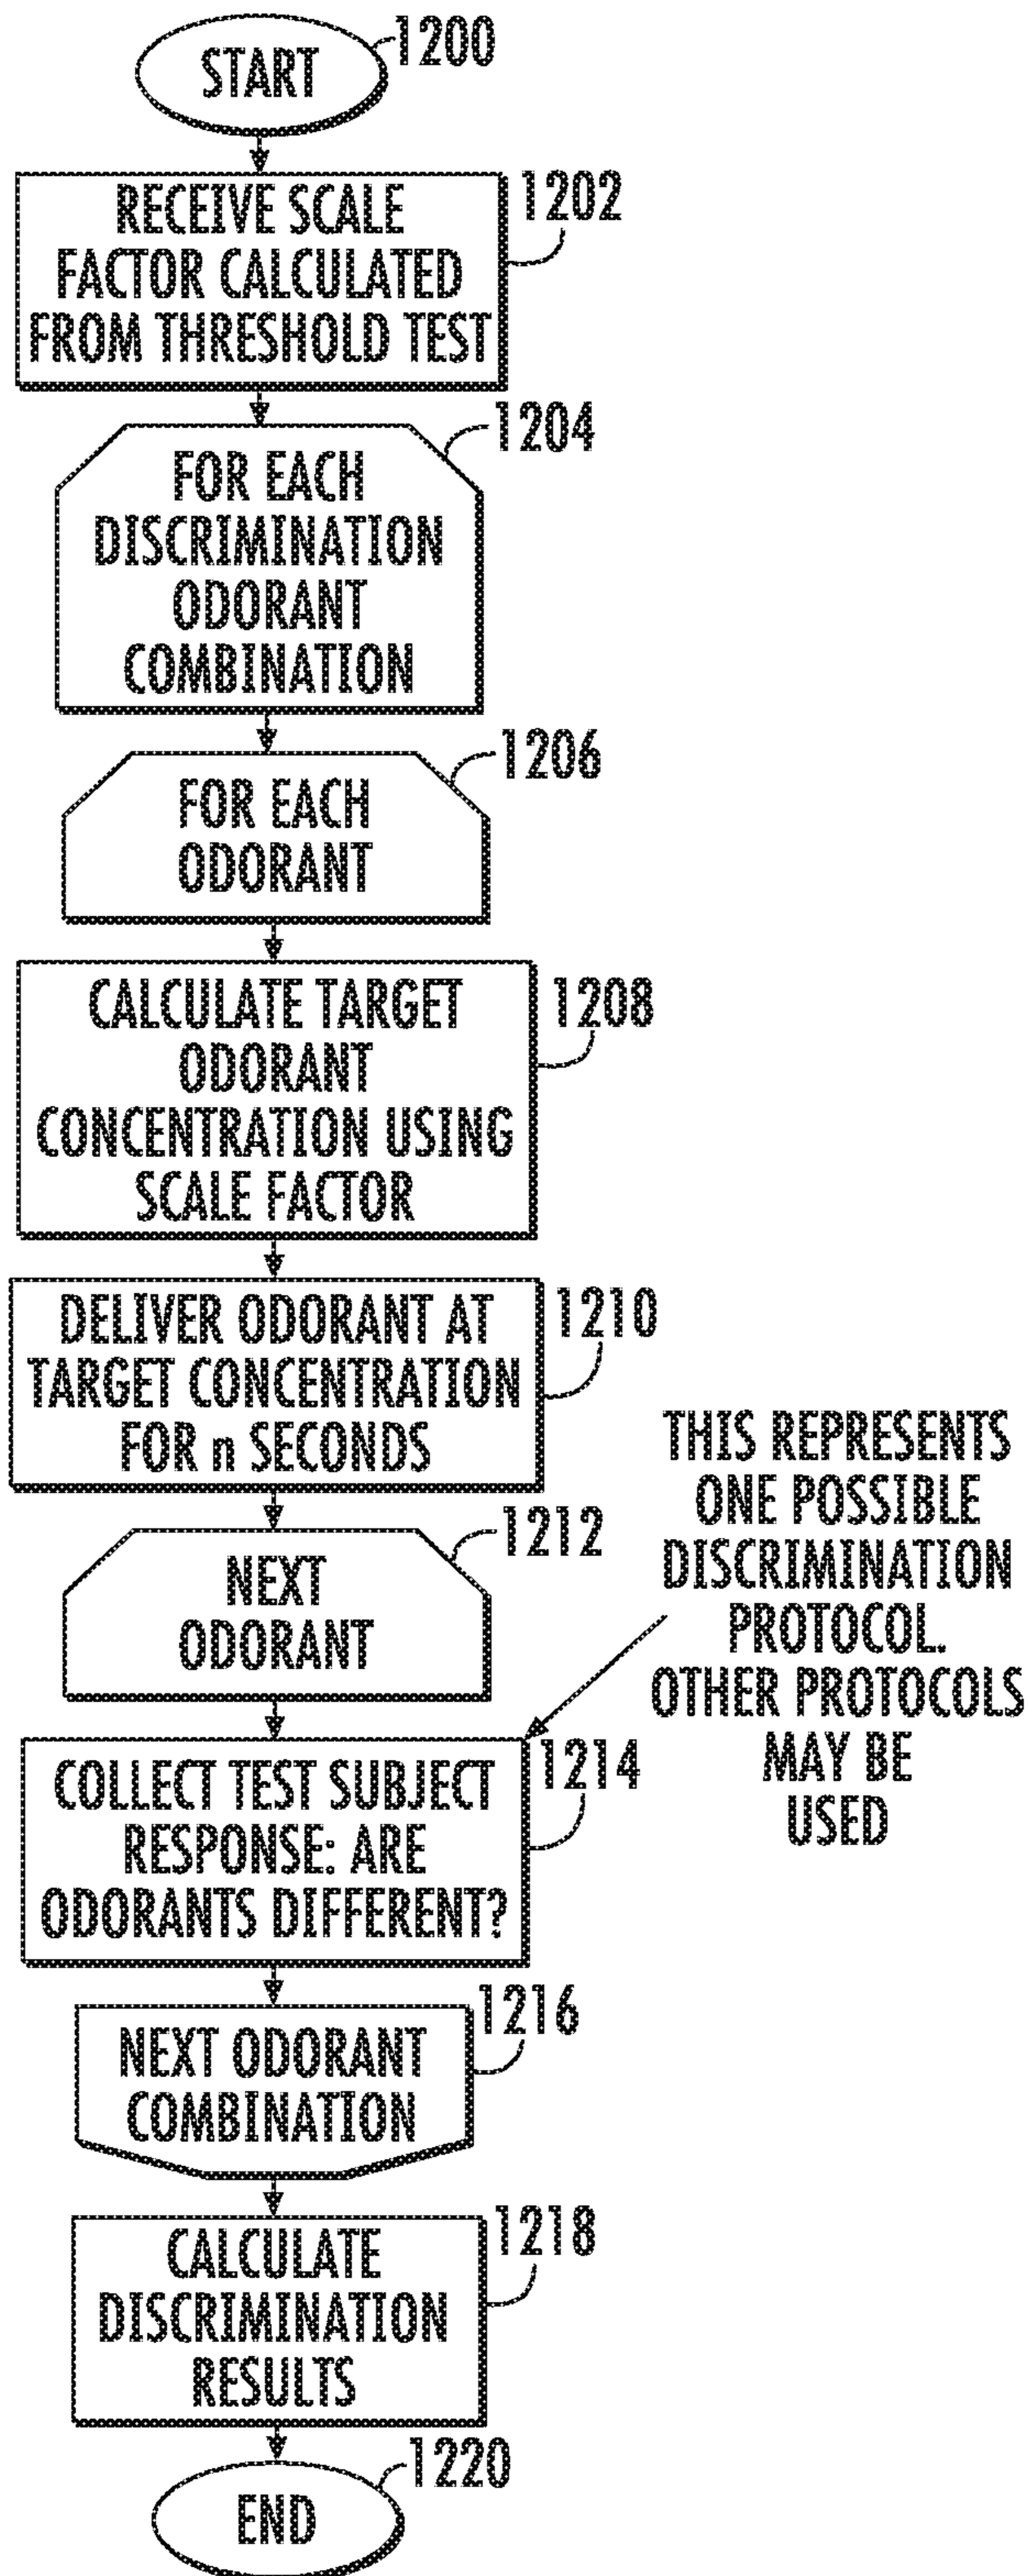 START
1200
RECEIVE SCALE
FACTOR CALCULATED
FROM THRESHOLD TEST
1202
FOR EACH
DISCRIMINATION
ODORANT
COMBINATION
1204
FOR EACH
ODORANT
1206
CALCULATE TARGET
ODORANT
CONCENTRATION USING
SCALE FACTOR
1208
DELIVER ODORANT AT
TARGET CONCENTRATION
FOR n SECONDS
1210
NEXT
ODORANT
1212
THIS REPRESENTS
ONE POSSIBLE
DISCRIMINATION
PROTOCOL.
OTHER PROTOCOLS
MAY BE
USED
COLLECT TEST SUBJECT
RESPONSE: ARE
ODORANTS DIFFERENT?
1214
NEXT ODORANT
COMBINATION
1216
CALCULATE
DISCRIMINATION
RESULTS
1218
END
1220